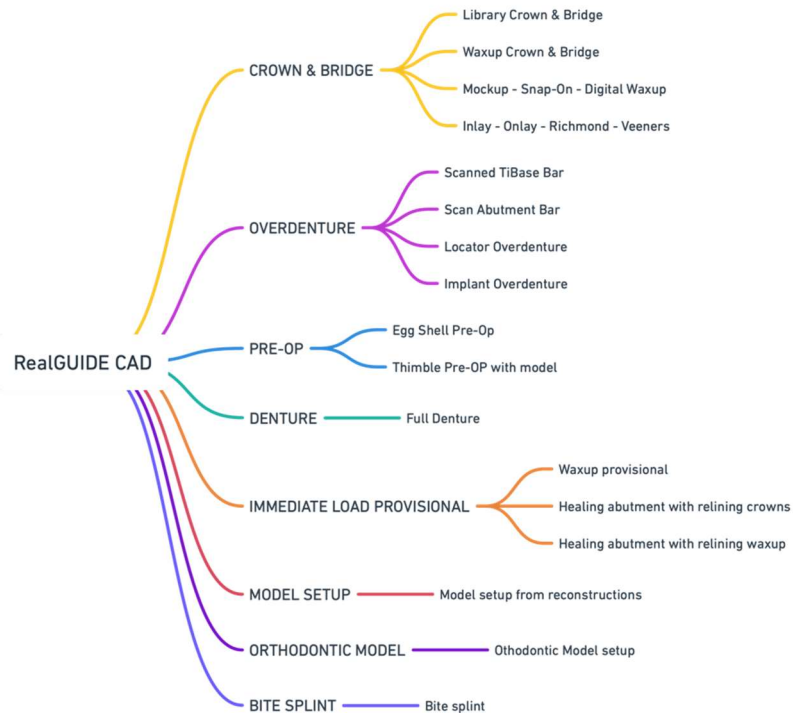 RealGUIDE CAD
CROWN & BRIDGE
Library Crown & Bridge
Waxup Crown & Bridge
Mockup - Snap-On - Digital Waxup
Inlay - Onlay - Richmond - Veeners
OVERDENTURE
Scanned TiBase Bar
Scan Abutment Bar
Locator Overdenture
Implant Overdenture
PRE-OP
Egg Shell Pre-Op
Thimble Pre-OP with model
DENTURE
Full Denture
IMMEDIATE LOAD PROVISIONAL
Waxup provisional
Healing abutment with relining crowns
Healing abutment with relining waxup
MODEL SETUP
Model setup from reconstructions
ORTHODONTIC MODEL
Othodontic Model setup
BITE SPLINT
Bite splint